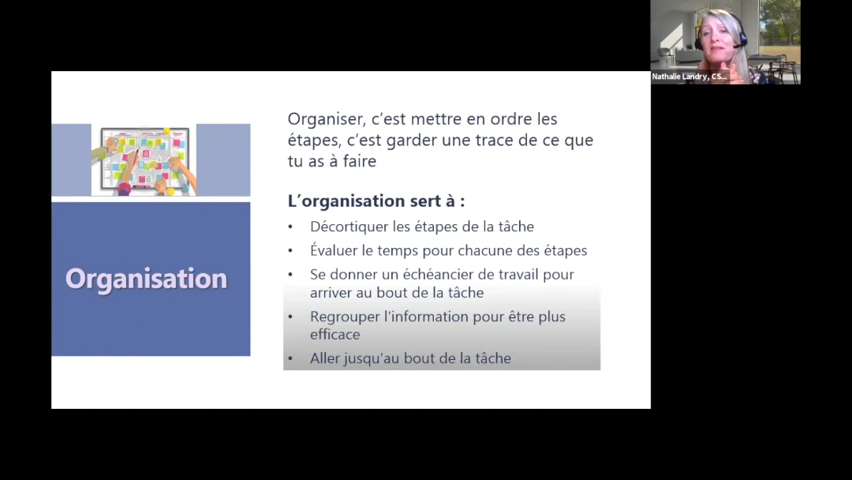 Nathalie Landry, CS...
Organiser, c'est mettre en ordre les
étapes, c'est garder une trace de ce que
tu as à faire
L'organisation sert à :
• Décortiquer les étapes de la tâche
• Évaluer le temps pour chacune des étapes
• Se donner un échéancier de travail pour
arriver au bout de la tâche
• Regrouper l'information pour être plus
efficace
• Aller jusqu'au bout de la tâche
Organisation